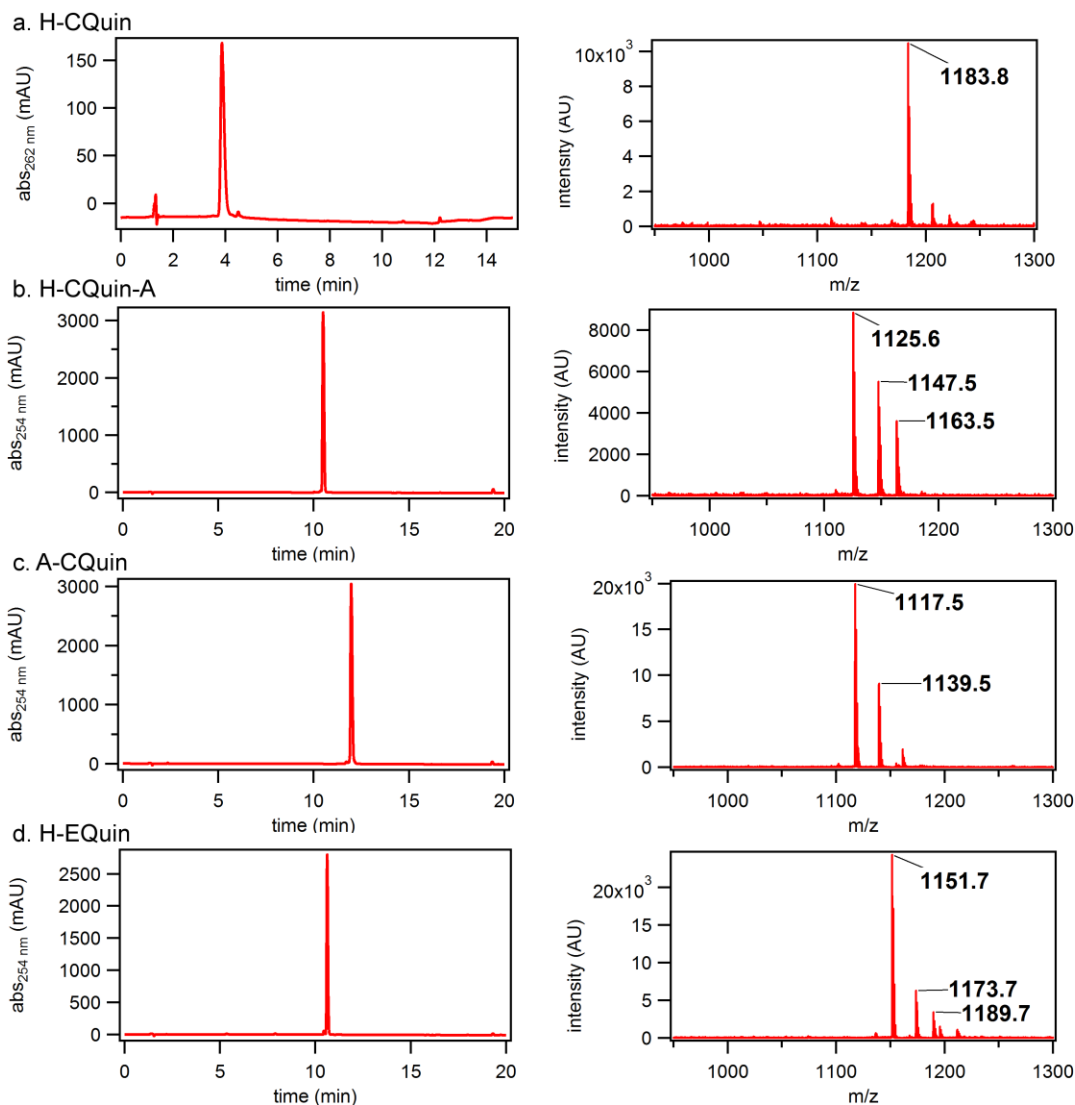 a. H-CQuin
150
100
50
0
abs262 nm (mAU)
0 2 4 6 8 10 12 14
time (min)
10x10³
8
6
4
2
0
intensity (AU)
1183.8
1000 1100 1200 1300
m/z
b. H-CQuin-A
3000
2000
1000
0
abs254 nm (mAU)
0 5 10 15 20
time (min)
8000
6000
4000
2000
0
intensity (AU)
1125.6
1147.5
1163.5
1000 1100 1200 1300
m/z
c. A-CQuin
3000
2000
1000
0
abs254 nm (mAU)
0 5 10 15 20
time (min)
20x10³
15
10
5
0
intensity (AU)
1117.5
1139.5
1000 1100 1200 1300
m/z
d. H-EQuin
2500
2000
1500
1000
500
0
abs254 nm (mAU)
0 5 10 15 20
time (min)
20x10³
15
10
5
0
intensity (AU)
1151.7
1173.7
1189.7
1000 1100 1200 1300
m/z